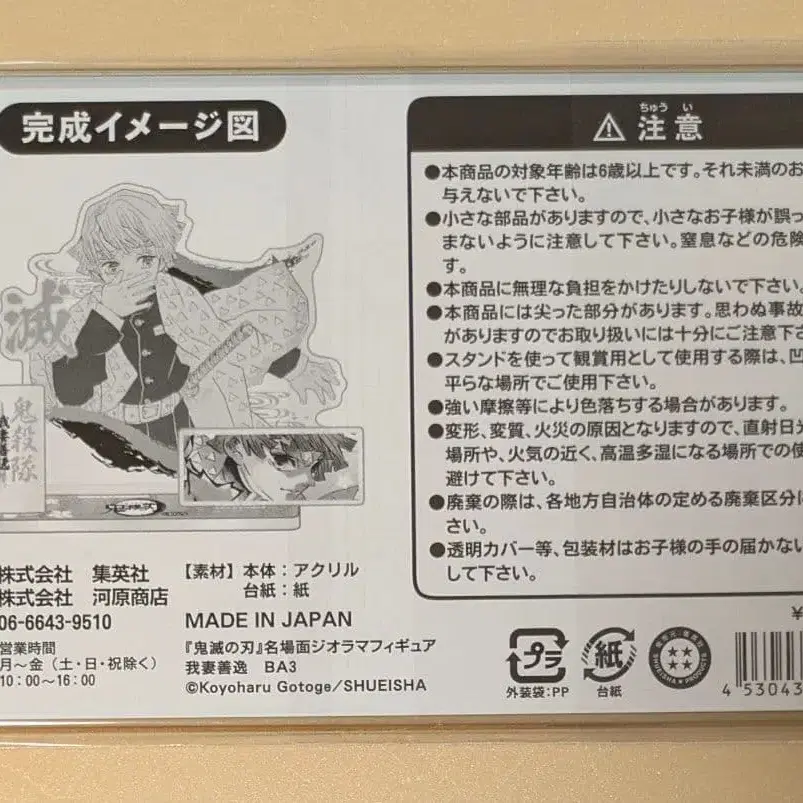 完成イメージ図
滅
鬼殺隊
我妻善逸
株式会社 集英社
株式会社 河原商店
06-6643-9510
営業時間
月～金(土・日・祝除く)
10:00～16:00
【素材】本体:アクリル
台紙:紙
MADE IN JAPAN
『鬼滅の刃』名場面ジオラマフィギュア
我妻善逸 BA3
©Koyoharu Gotoge/SHUEISHA
ちゅう い
注意
●本商品の対象年齢は6歳以上です。それ未満のお
与えないで下さい。
●小さな部品がありますので、小さなお子様が誤っ
まないように注意して下さい。窒息などの危険
す。
●本商品に無理な負担をかけたりしないで下さい。
●本商品には尖った部分があります。思わぬ事故
がありますのでお取り扱いには十分にご注意下さ
●スタンドを使って観賞用として使用する際は、凹
平らな場所でご使用下さい。
●強い摩擦等により色落ちする場合があります。
●変形、変質、火災の原因となりますので、直射日光
場所や、火気の近く、高温多湿になる場所での使
避けて下さい。
●廃棄の際は、各地方自治体の定める廃棄区分に
さい。
●透明カバー等、包装材はお子様の手の届かない
して下さい。
¥
プラ
外装袋:PP
紙
台紙
SHUEISHA PRODUCTS
4 53043